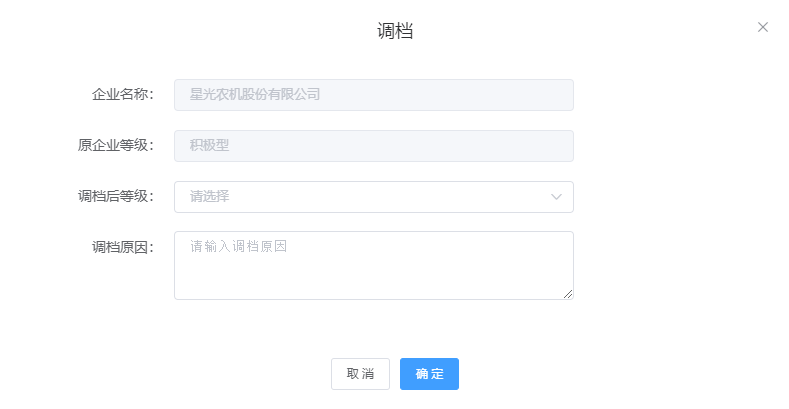 调档
企业名称： 星光农机股份有限公司
原企业等级： 积极型
调档后等级： 请选择
调档原因： 请输入调档原因
取消 确定